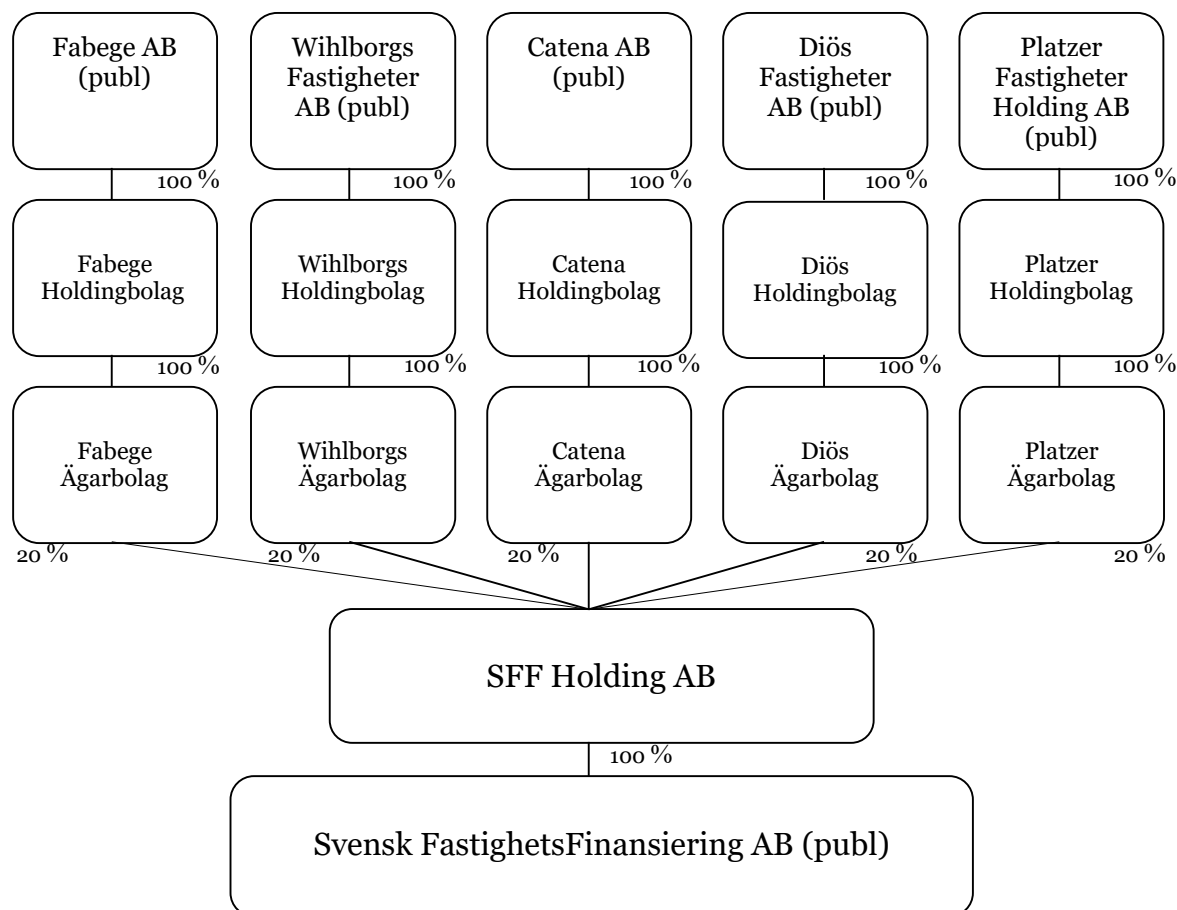 Fabege AB
(publ)
Wihlborgs
Fastigheter
AB (publ)
Catena AB
(publ)
Diös
Fastigheter
AB (publ)
Platzer
Fastigheter
Holding AB
(publ)
100 %
100 %
100 %
100 %
100 %
Fabege
Holdingbolag
Wihlborgs
Holdingbolag
Catena
Holdingbolag
Diös
Holdingbolag
Platzer
Holdingbolag
100 %
100 %
100 %
100 %
100 %
Fabege
Ägarbolag
Wihlborgs
Ägarbolag
Catena
Ägarbolag
Diös
Ägarbolag
Platzer
Ägarbolag
20 %
20 %
20 %
20 %
20 %
SFF Holding AB
100 %
Svensk FastighetsFinansiering AB (publ)